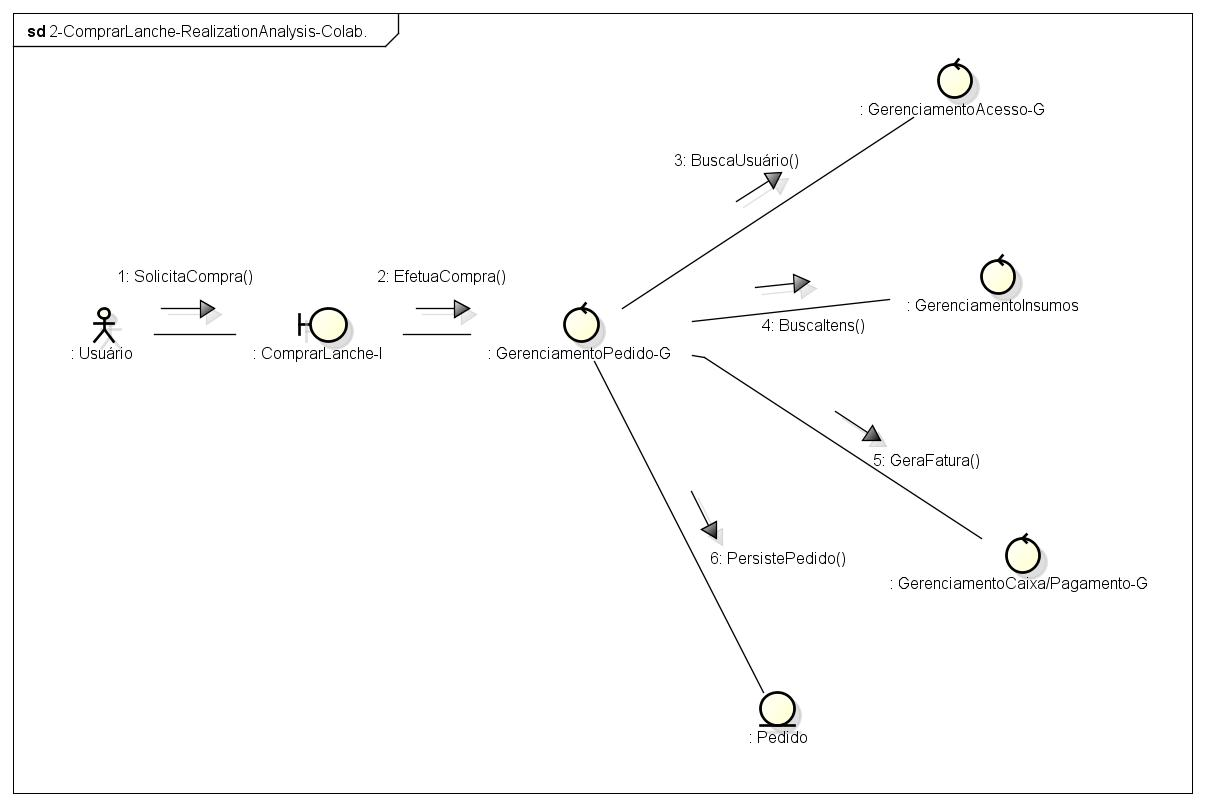 sd 2-ComprarLanche-RealizationAnalysis-Colab.
: GerenciamentoAcesso-G
3: BuscaUsuário()
1: SolicitaCompra()
2: EfetuaCompra()
: GerenciamentoInsumos
4: BuscaItens()
: Usuário
: ComprarLanche-I
: GerenciamentoPedido-G
5: GeraFatura()
6: PersistePedido()
: GerenciamentoCaixa/Pagamento-G
: Pedido